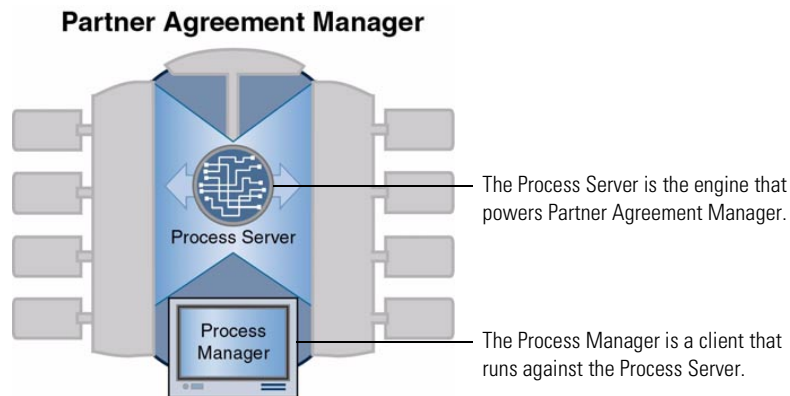 Partner Agreement Manager
The Process Server is the engine that
powers Partner Agreement Manager.
Process Server
Process
Manager
The Process Manager is a client that
runs against the Process Server.